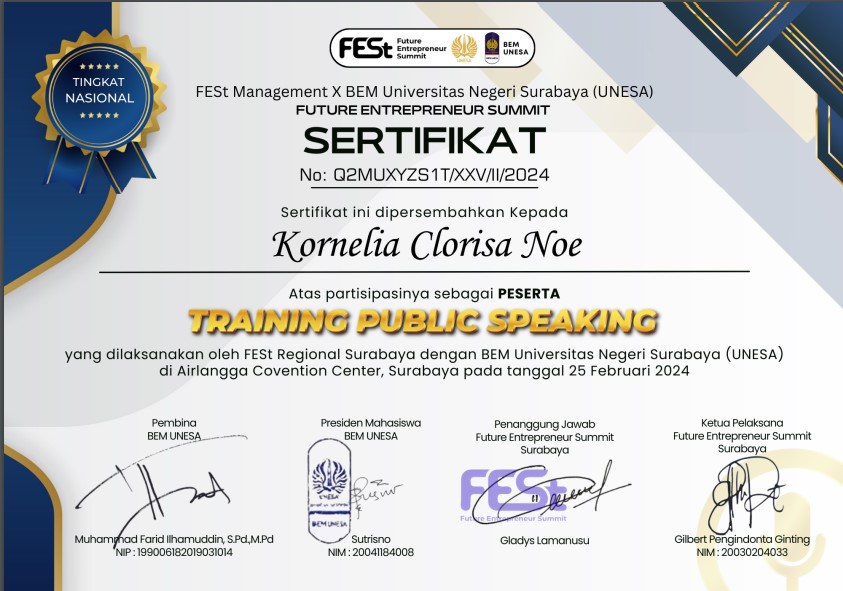 FESt Future Entrepreneur Summit UNESA BEM UNESA
TINGKAT
NASIONAL
FESt Management X BEM Universitas Negeri Surabaya (UNESA)
FUTURE ENTREPRENEUR SUMMIT
SERTIFIKAT
No: Q2MUXYZS1T/XXV/II/2024
Sertifikat ini dipersembahkan Kepada
Kornelia Clorisa Noe
Atas partisipasinya sebagai PESERTA
TRAINING PUBLIC SPEAKING
yang dilaksanakan oleh FESt Regional Surabaya dengan BEM Universitas Negeri Surabaya (UNESA)
di Airlangga Covention Center, Surabaya pada tanggal 25 Februari 2024
Pembina
BEM UNESA
Muhammad Farid Ilhamuddin, S.Pd.,M.Pd
NIP : 199006182019031014
Presiden Mahasiswa
BEM UNESA
UNESA
BEM UNESA
Sutrisno
NIM : 20041184008
Penanggung Jawab
Future Entrepreneur Summit
Surabaya
FESt
Future Entrepreneur Summit
Gladys Lamanusu
Ketua Pelaksana
Future Entrepreneur Summit
Surabaya
Gilbert Pengindonta Ginting
NIM : 20030204033